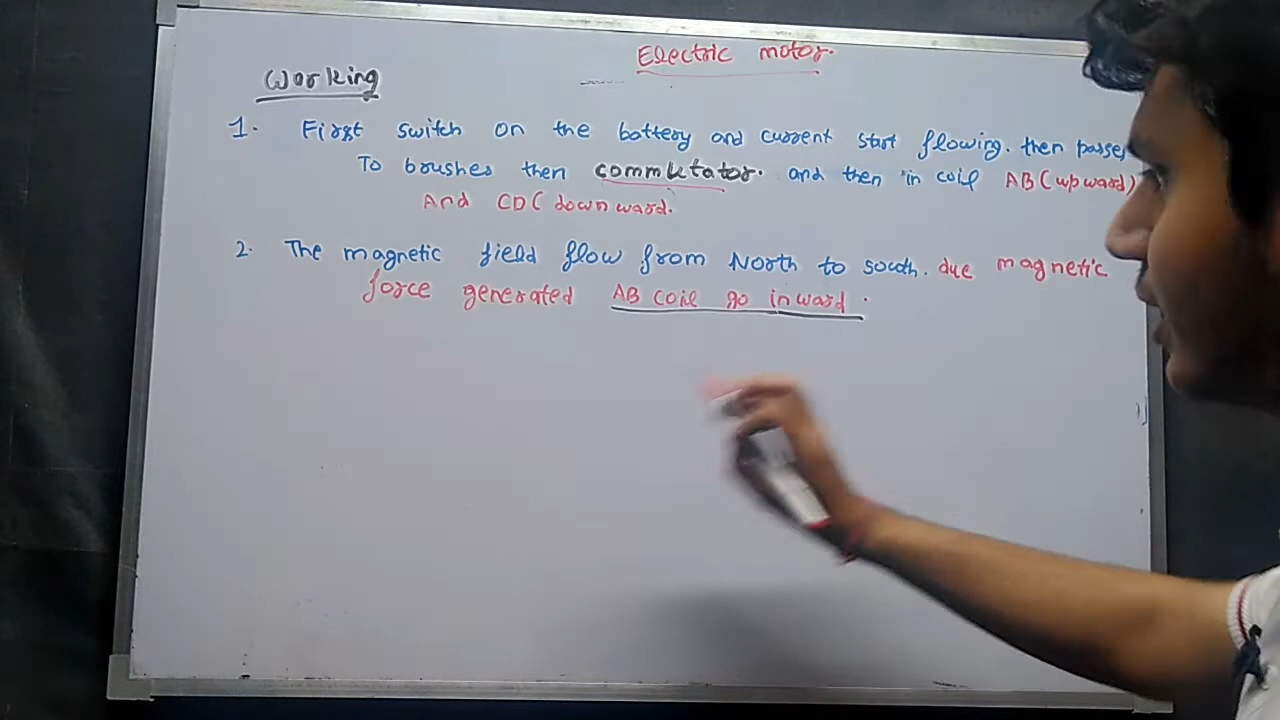 Electric motor.
Working
1. First switch on the battery and current start flowing. then passes
To brushes then commutator. and then in coil AB(upward)
And CD( downward.
2. The magnetic field flow from North to south. due magnetic
force generated AB coil go inward.